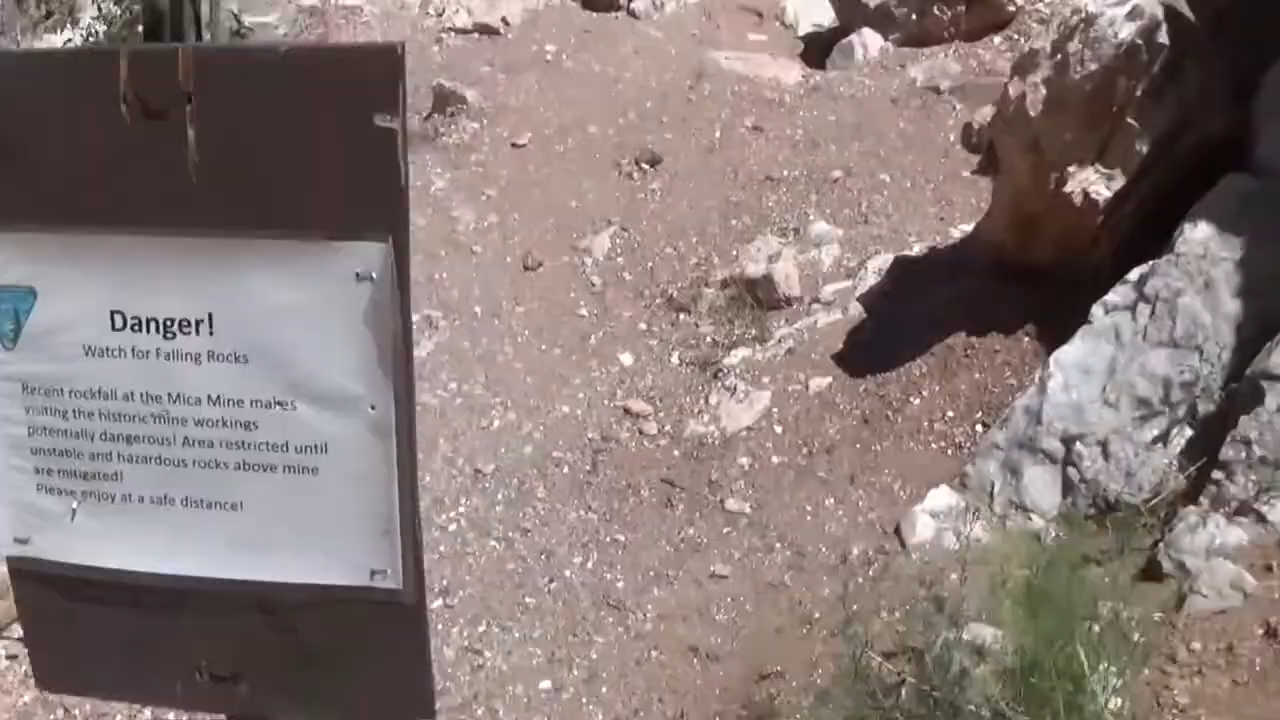 Danger!
Watch for Falling Rocks
Recent rockfall at the Mica Mine makes
visiting the historic mine workings
potentially dangerous! Area restricted until
unstable and hazardous rocks above mine
are mitigated!
Please enjoy at a safe distance!